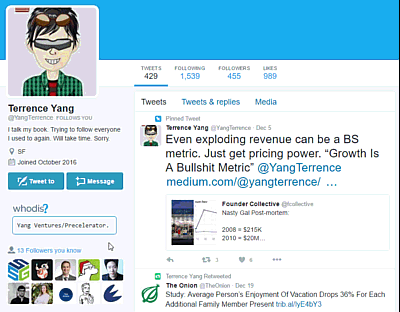 TWEETS FOLLOWING FOLLOWERS LIKES
429 1,539 455 989
Terrence Yang
@YangTerrence FOLLOWS YOU
I talk my book. Trying to follow everyone
I used to again. Will take time. Sorry.
SF
Joined October 2016
Tweet to Message
whodis?
Yang Ventures/Precelerator.
13 Followers you know
Tweets Tweets & replies Media
Pinned Tweet
Terrence Yang @YangTerrence · Dec 5
Even exploding revenue can be a BS
metric. Just get pricing power. “Growth Is
A Bullshit Metric” @YangTerrence
medium.com/@yangterrence/ …
Founder Collective @fcollective
Nasty Gal Post-mortem:
2008 = $215K
2010 = $20M…
Terrence Yang Retweeted
The Onion @TheOnion · Dec 19
Study: Average Person’s Enjoyment Of Vacation Drops 36% For Each
Additional Family Member Present trib.al/lyE4bY3